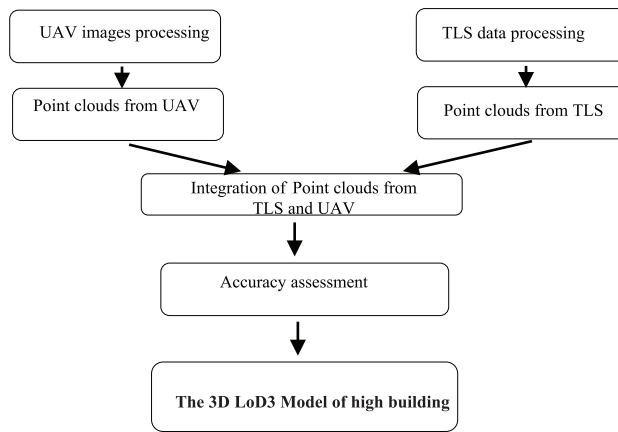 UAV images processing
TLS data processing
Point clouds from UAV
Point clouds from TLS
Integration of Point clouds from
TLS and UAV
Accuracy assessment
The 3D LoD3 Model of high building